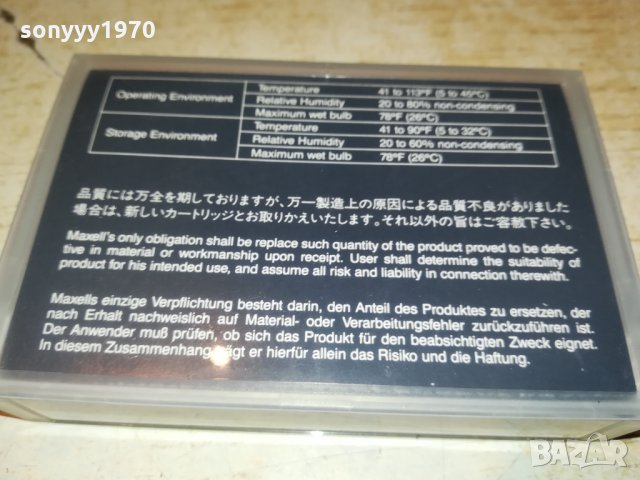 sonyyy1970
Operating Environment Temperature 41 to 113°F (5 to 45°C)
Relative Humidity 20 to 80% non-condensing
Maximum wet bulb 78°F (26°C)
Storage Environment Temperature 41 to 90°F (5 to 32°C)
Relative Humidity 20 to 60% non-condensing
Maximum wet bulb 78°F (26°C)
品質には万全を期しておりますが、万一製造上の原因による品質不良がありました
場合は、新しいカートリッジとお取りかえいたします。それ以外の旨はご容赦下さい。
Maxell's only obligation shall be replace such quantity of the product proved to be defec-
tive in material or workmanship upon receipt. User shall determine the suitability of
product for his intended use, and assume all risk and liability in connection therewith.
Maxells einzige Verpflichtung besteht darin, den Anteil des Produktes zu ersetzen, der
nach Erhalt nachweislich auf Material- oder Verarbeitungsfehler zurückzuführen ist.
Der Anwender muß prüfen, ob sich das Produkt für den beabsichtigten Zweck eignet.
In diesem Zusammenhang trägt er hierfür allein das Risiko und die Haftung.
BAZAR